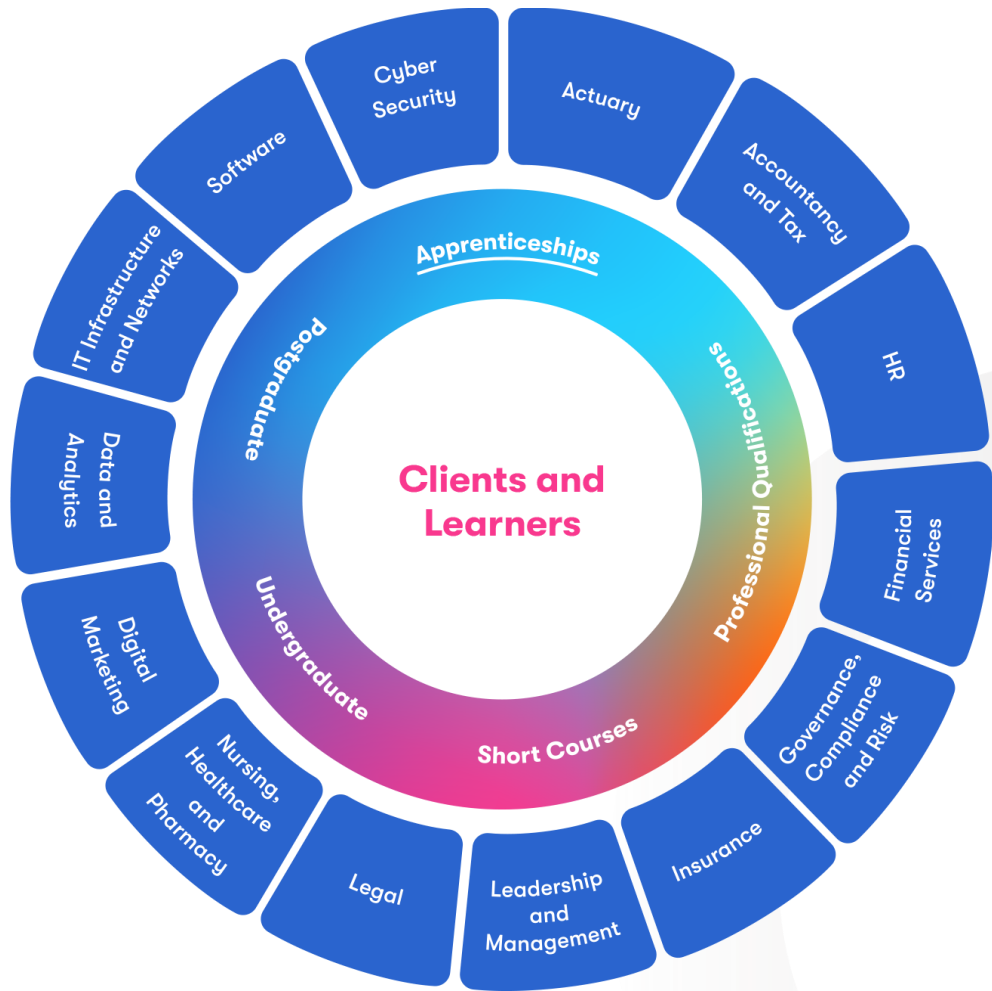 Clients and
Learners
Apprenticeships
Professional Qualifications
Short Courses
Undergraduate
Postgraduate
Actuary
Accountancy
and Tax
HR
Financial
Services
Governance,
Compliance
and Risk
Insurance
Leadership
and
Management
Legal
Nursing,
Healthcare
and
Pharmacy
Digital
Marketing
Data and
Analytics
IT Infrastructure
and Networks
Software
Cyber
Security